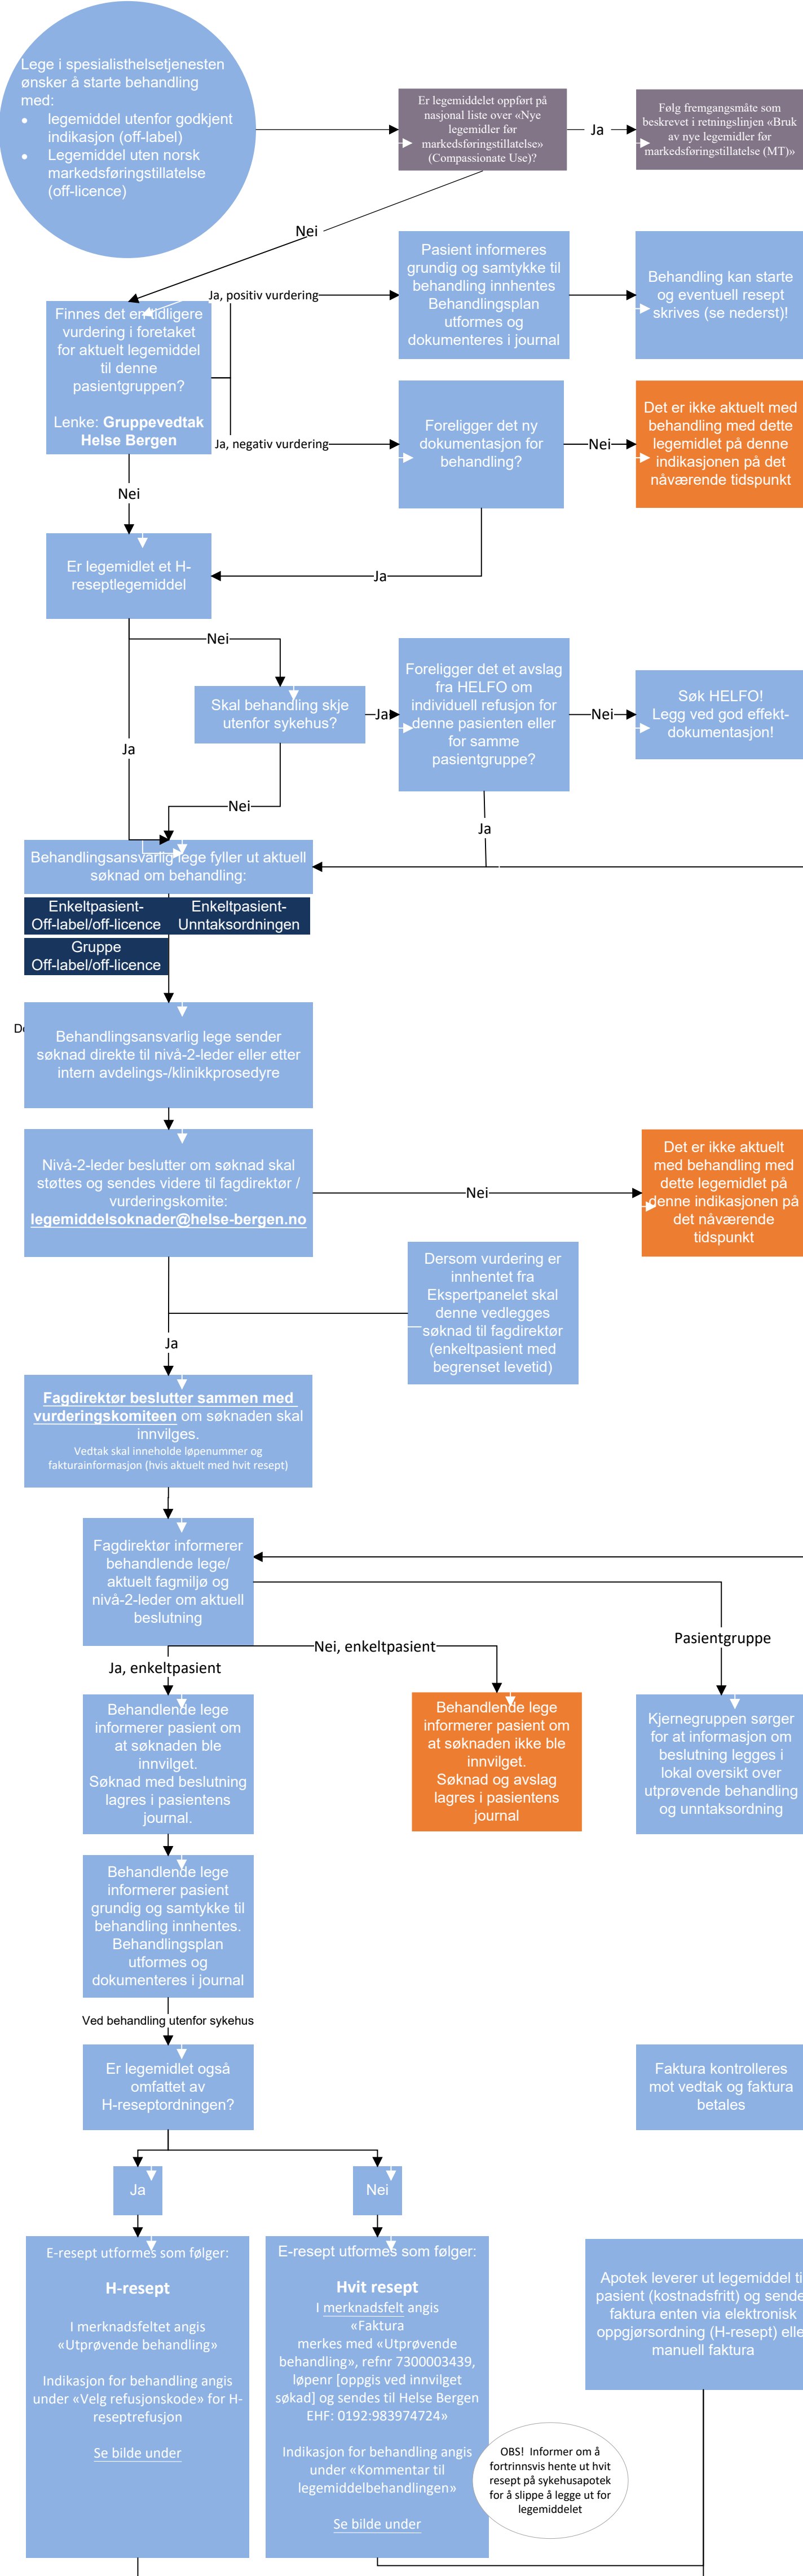 Lege i spesialisthelsetjenesten
ønsker å starte behandling
med:
• legemiddel utenfor godkjent
indikasjon (off-label)
• Legemiddel uten norsk
markedsføringstillatelse
(off-licence)
Er legemiddelet oppført på
nasjonal liste over «Nye
legemidler før
markedsføringstillatelse»
(Compassionate Use)?
Ja
Følg fremgangsmåte som
beskrevet i retningslinjen «Bruk
av nye legemidler før
markedsføringstillatelse (MT)»
Nei
Finnes det en tidligere
vurdering i foretaket
for aktuelt legemiddel
til denne
pasientgruppen?
Lenke: Gruppevedtak
Helse Bergen
Ja, positiv vurdering
Pasient informeres
grundig og samtykke til
behandling innhentes
Behandlingsplan
utformes og
dokumenteres i journal
Behandling kan starte
og eventuell resept
skrives (se nederst)!
Ja, negativ vurdering
Foreligger det ny
dokumentasjon for
behandling?
Nei
Det er ikke aktuelt med
behandling med dette
legemidlet på denne
indikasjonen på det
nåværende tidspunkt
Nei
Ja
Er legemidlet et H-
reseptlegemiddel
Nei
Skal behandling skje
utenfor sykehus?
Ja
Foreligger det et avslag
fra HELFO om
individuell refusjon for
denne pasienten eller
for samme
pasientgruppe?
Nei
Søk HELFO!
Legg ved god effekt-
dokumentasjon!
Ja
Nei
Ja
Behandlingsansvarlig lege fyller ut aktuell
søknad om behandling:
Enkeltpasient-
Off-label/off-licence
Enkeltpasient-
Unntaksordningen
Gruppe
Off-label/off-licence
Behandlingsansvarlig lege sender
søknad direkte til nivå-2-leder eller etter
intern avdelings-/klinikkprosedyre
Nivå-2-leder beslutter om søknad skal
støttes og sendes videre til fagdirektør /
vurderingskomite:
legemiddelsoknader@helse-bergen.no
Nei
Det er ikke aktuelt
med behandling med
dette legemidlet på
denne indikasjonen på
det nåværende
tidspunkt
Dersom vurdering er
innhentet fra
Ekspertpanelet skal
denne vedlegges
søknad til fagdirektør
(enkeltpasient med
begrenset levetid)
Ja
Fagdirektør beslutter sammen med
vurderingskomiteen om søknaden skal
innvilges.
Vedtak skal inneholde løpenummer og
fakturainformasjon (hvis aktuelt med hvit resept)
Fagdirektør informerer
behandlende lege/
aktuelt fagmiljø og
nivå-2-leder om aktuell
beslutning
Ja, enkeltpasient
Nei, enkeltpasient
Pasientgruppe
Behandlende lege
informerer pasient om
at søknaden ble
innvilget.
Søknad med beslutning
lagres i pasientens
journal.
Behandlende lege
informerer pasient om
at søknaden ikke ble
innvilget.
Søknad og avslag
lagres i pasientens
journal
Kjernegruppen sørger
for at informasjon om
beslutning legges i
lokal oversikt over
utprøvende behandling
og unntaksordning
Behandlende lege
informerer pasient
grundig og samtykke til
behandling innhentes.
Behandlingsplan
utformes og
dokumenteres i journal
Ved behandling utenfor sykehus
Er legemidlet også
omfattet av
H-reseptordningen?
Faktura kontrolleres
mot vedtak og faktura
betales
Ja
Nei
E-resept utformes som følger:
H-resept
I merknadsfeltet angis
«Utprøvende behandling»
Indikasjon for behandling angis
under «Velg refusjonskode» for H-
reseptrefusjon
Se bilde under
E-resept utformes som følger:
Hvit resept
I merknadsfelt angis
«Faktura
merkes med «Utprøvende
behandling», refnr 7300003439,
løpenr [oppgis ved innvilget
søkad] og sendes til Helse Bergen
EHF: 0192:983974724»
Indikasjon for behandling angis
under «Kommentar til
legemiddelbehandlingen»
Se bilde under
OBS! Informer om å
fortrinnsvis hente ut hvit
resept på sykehusapotek
for å slippe å legge ut for
legemiddelet
Apotek leverer ut legemiddel ti
pasient (kostnadsfritt) og sende
faktura enten via elektronisk
oppgjørsordning (H-resept) elle
manuell faktura